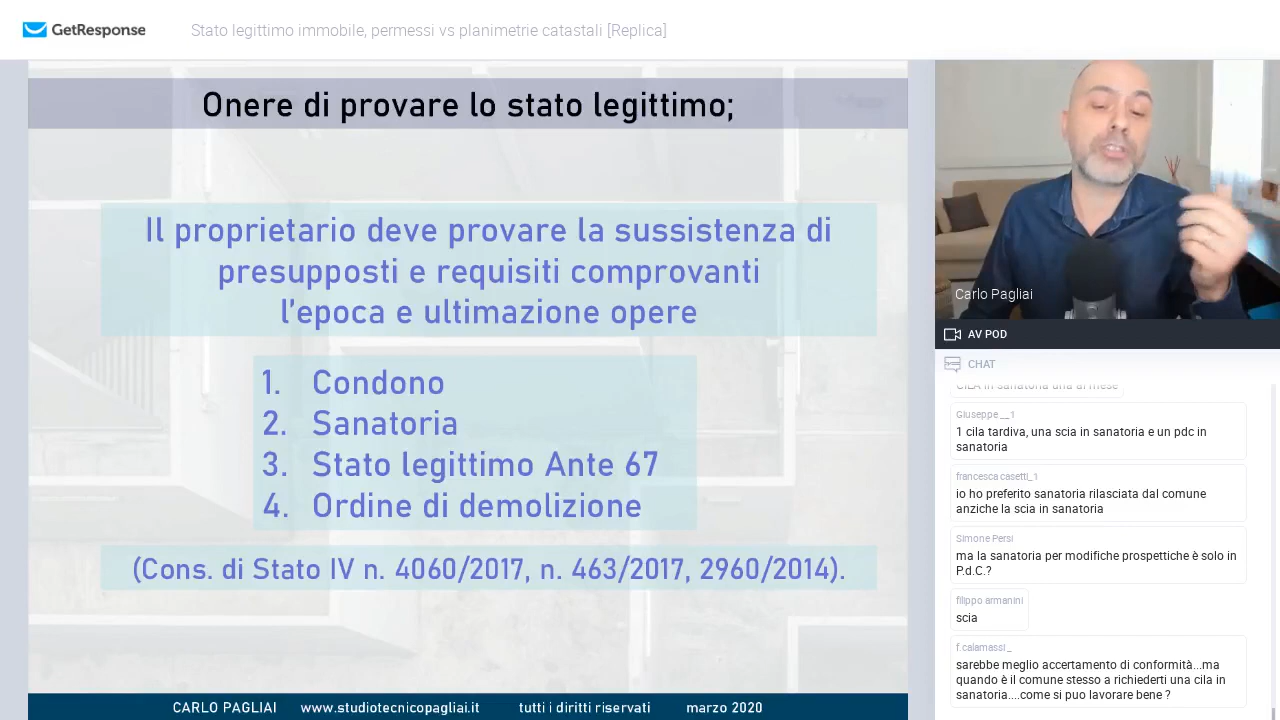 GetResponse
Stato legittimo immobile, permessi vs planimetrie catastali [Replica]
Onere di provare lo stato legittimo;
Il proprietario deve provare la sussistenza di
presupposti e requisiti comprovanti
l'epoca e ultimazione opere
1. Condono
2. Sanatoria
3. Stato legittimo Ante 67
4. Ordine di demolizione
(Cons. di Stato IV n. 4060/2017, n. 463/2017, 2960/2014).
CARLO PAGLIAI www.studiotecnicopagliai.it tutti i diritti riservati marzo 2020
Carlo Pagliai
AV POD
CHAT
CILA in sanatoria una al mese
Giuseppe __1
1 cila tardiva, una scia in sanatoria e un pdc in
sanatoria
francesca casetti_1
io ho preferito sanatoria rilasciata dal comune
anziche la scia in sanatoria
Simone Persi
ma la sanatoria per modifiche prospettiche è solo in
P.d.C.?
filippo armanini
scia
f.calamassi_
sarebbe meglio accertamento di conformità...ma
quando è il comune stesso a richiederti una cila in
sanatoria....come si puo lavorare bene ?